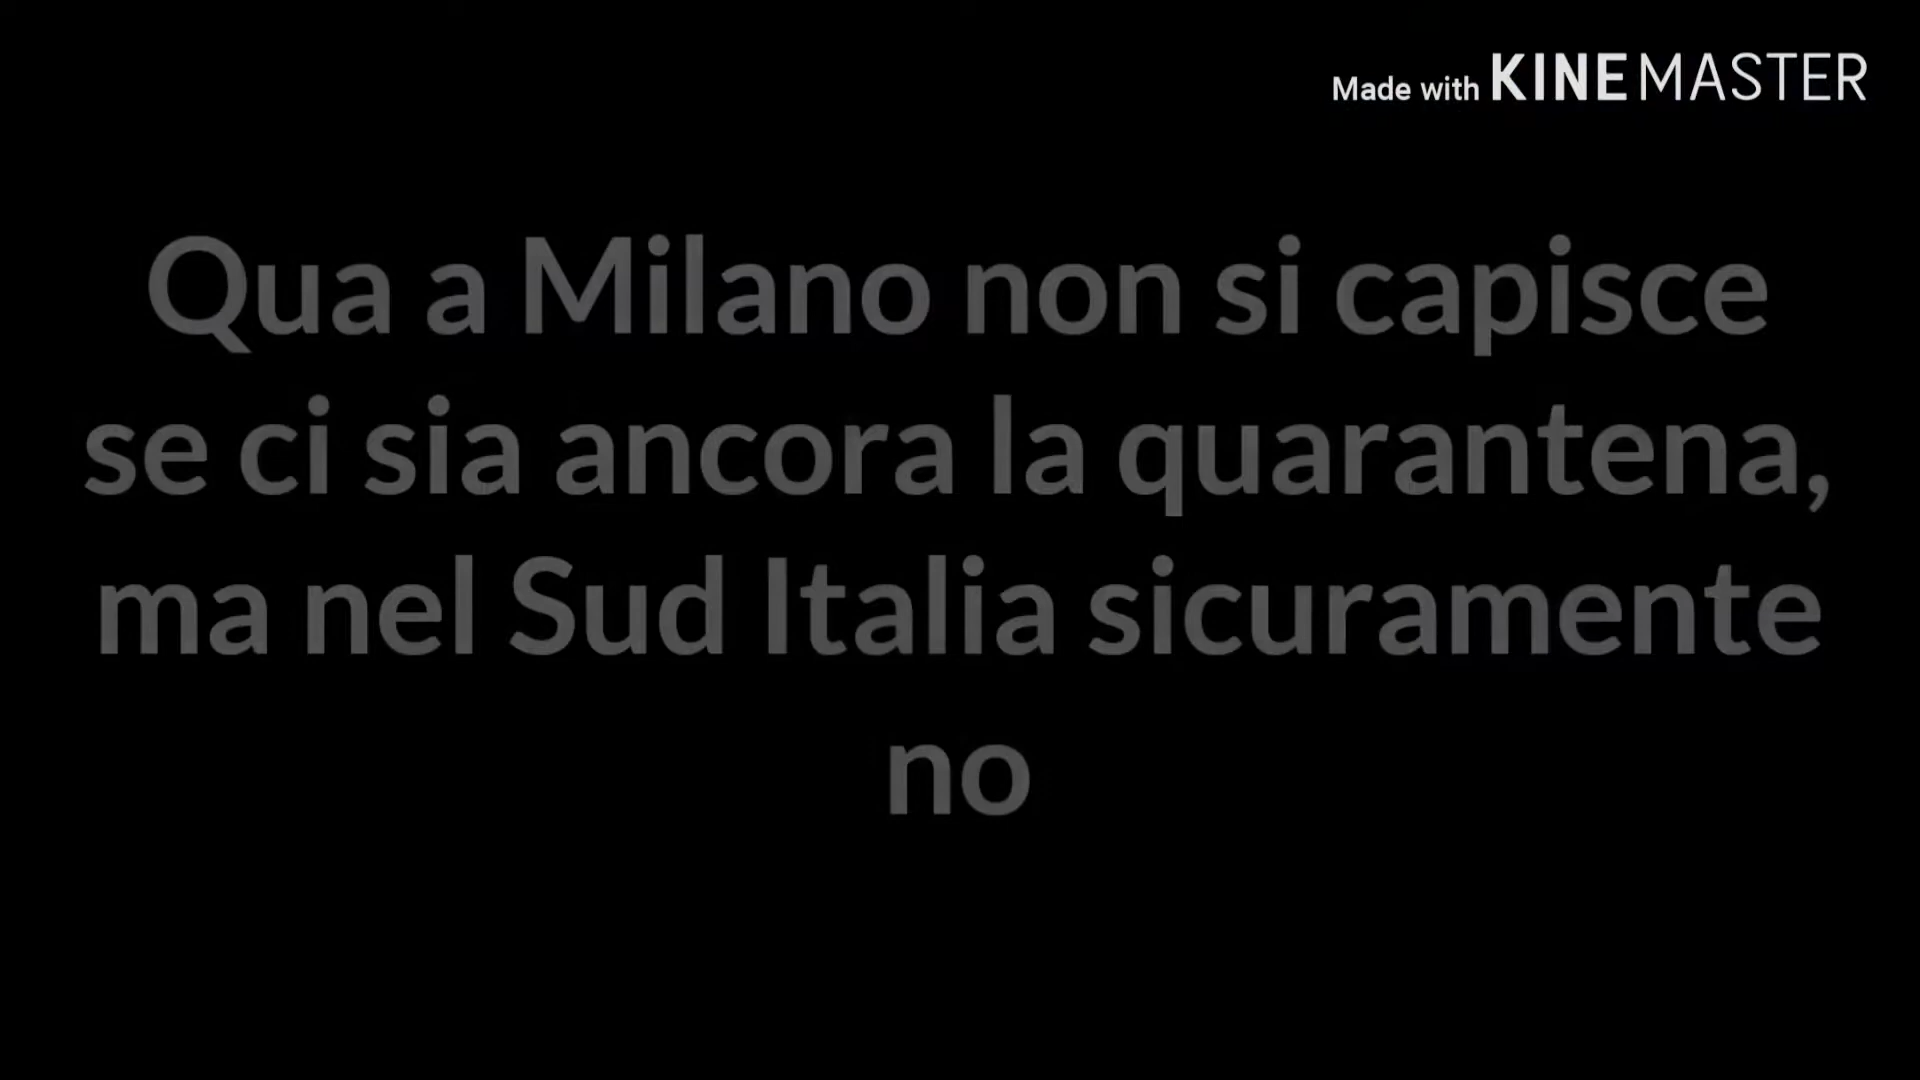 Made with KINEMASTER
Qua a Milano non si capisce
se ci sia ancora la quarantena,
ma nel Sud Italia sicuramente
no